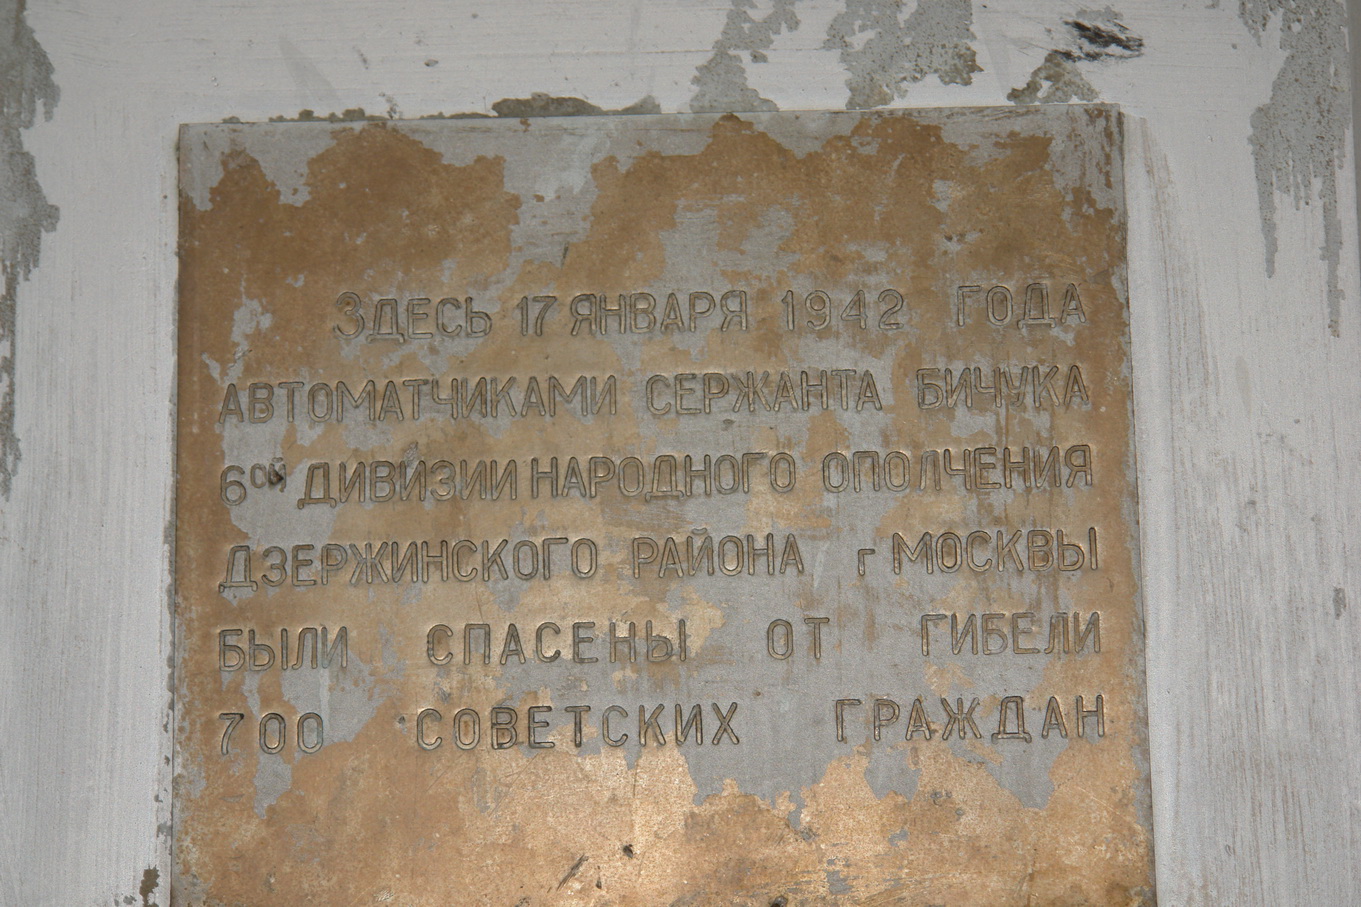 ЗДЕСЬ 17 ЯНВАРЯ 1942 ГОДА
АВТОМАТЧИКАМИ СЕРЖАНТА БИЧУКА
6ОЙ ДИВИЗИИ НАРОДНОГО ОПОЛЧЕНИЯ
ДЗЕРЖИНСКОГО РАЙОНА г МОСКВЫ
БЫЛИ СПАСЕНЫ ОТ ГИБЕЛИ
700 СОВЕТСКИХ ГРАЖДАН